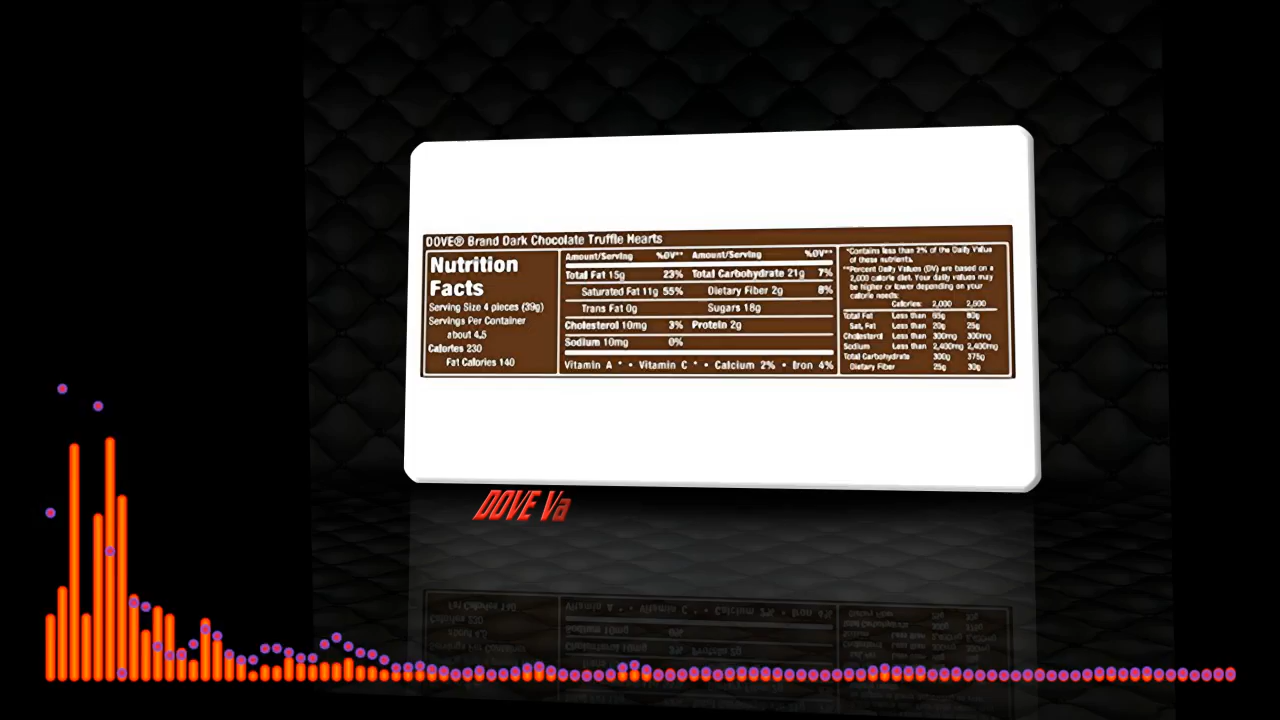 DOVE® Brand Dark Chocolate Truffle Hearts
Nutrition
Facts
Serving Size 4 pieces (39g)
Servings Per Container
about 4.5
Calories 230
Fat Calories 140
Amount/Serving %DV** Amount/Serving %DV**
Total Fat 15g 23% Total Carbohydrate 21g 7%
Saturated Fat 11g 55% Dietary Fiber 2g 8%
Trans Fat 0g Sugars 18g
Cholesterol 10mg 3% Protein 2g
Sodium 10mg 0%
Vitamin A * • Vitamin C * • Calcium 2% • Iron 4%
*Contains less than 2% of the Daily Value
of these nutrients.
**Percent Daily Values (DV) are based on a
2,000 calorie diet. Your daily values may
be higher or lower depending on your
calorie needs:
Calories: 2,000 2,500
Total Fat Less than 65g 80g
Sat. Fat Less than 20g 25g
Cholesterol Less than 300mg 300mg
Sodium Less than 2,400mg 2,400mg
Total Carbohydrate 300g 375g
Dietary Fiber 25g 30g
DOVE Va